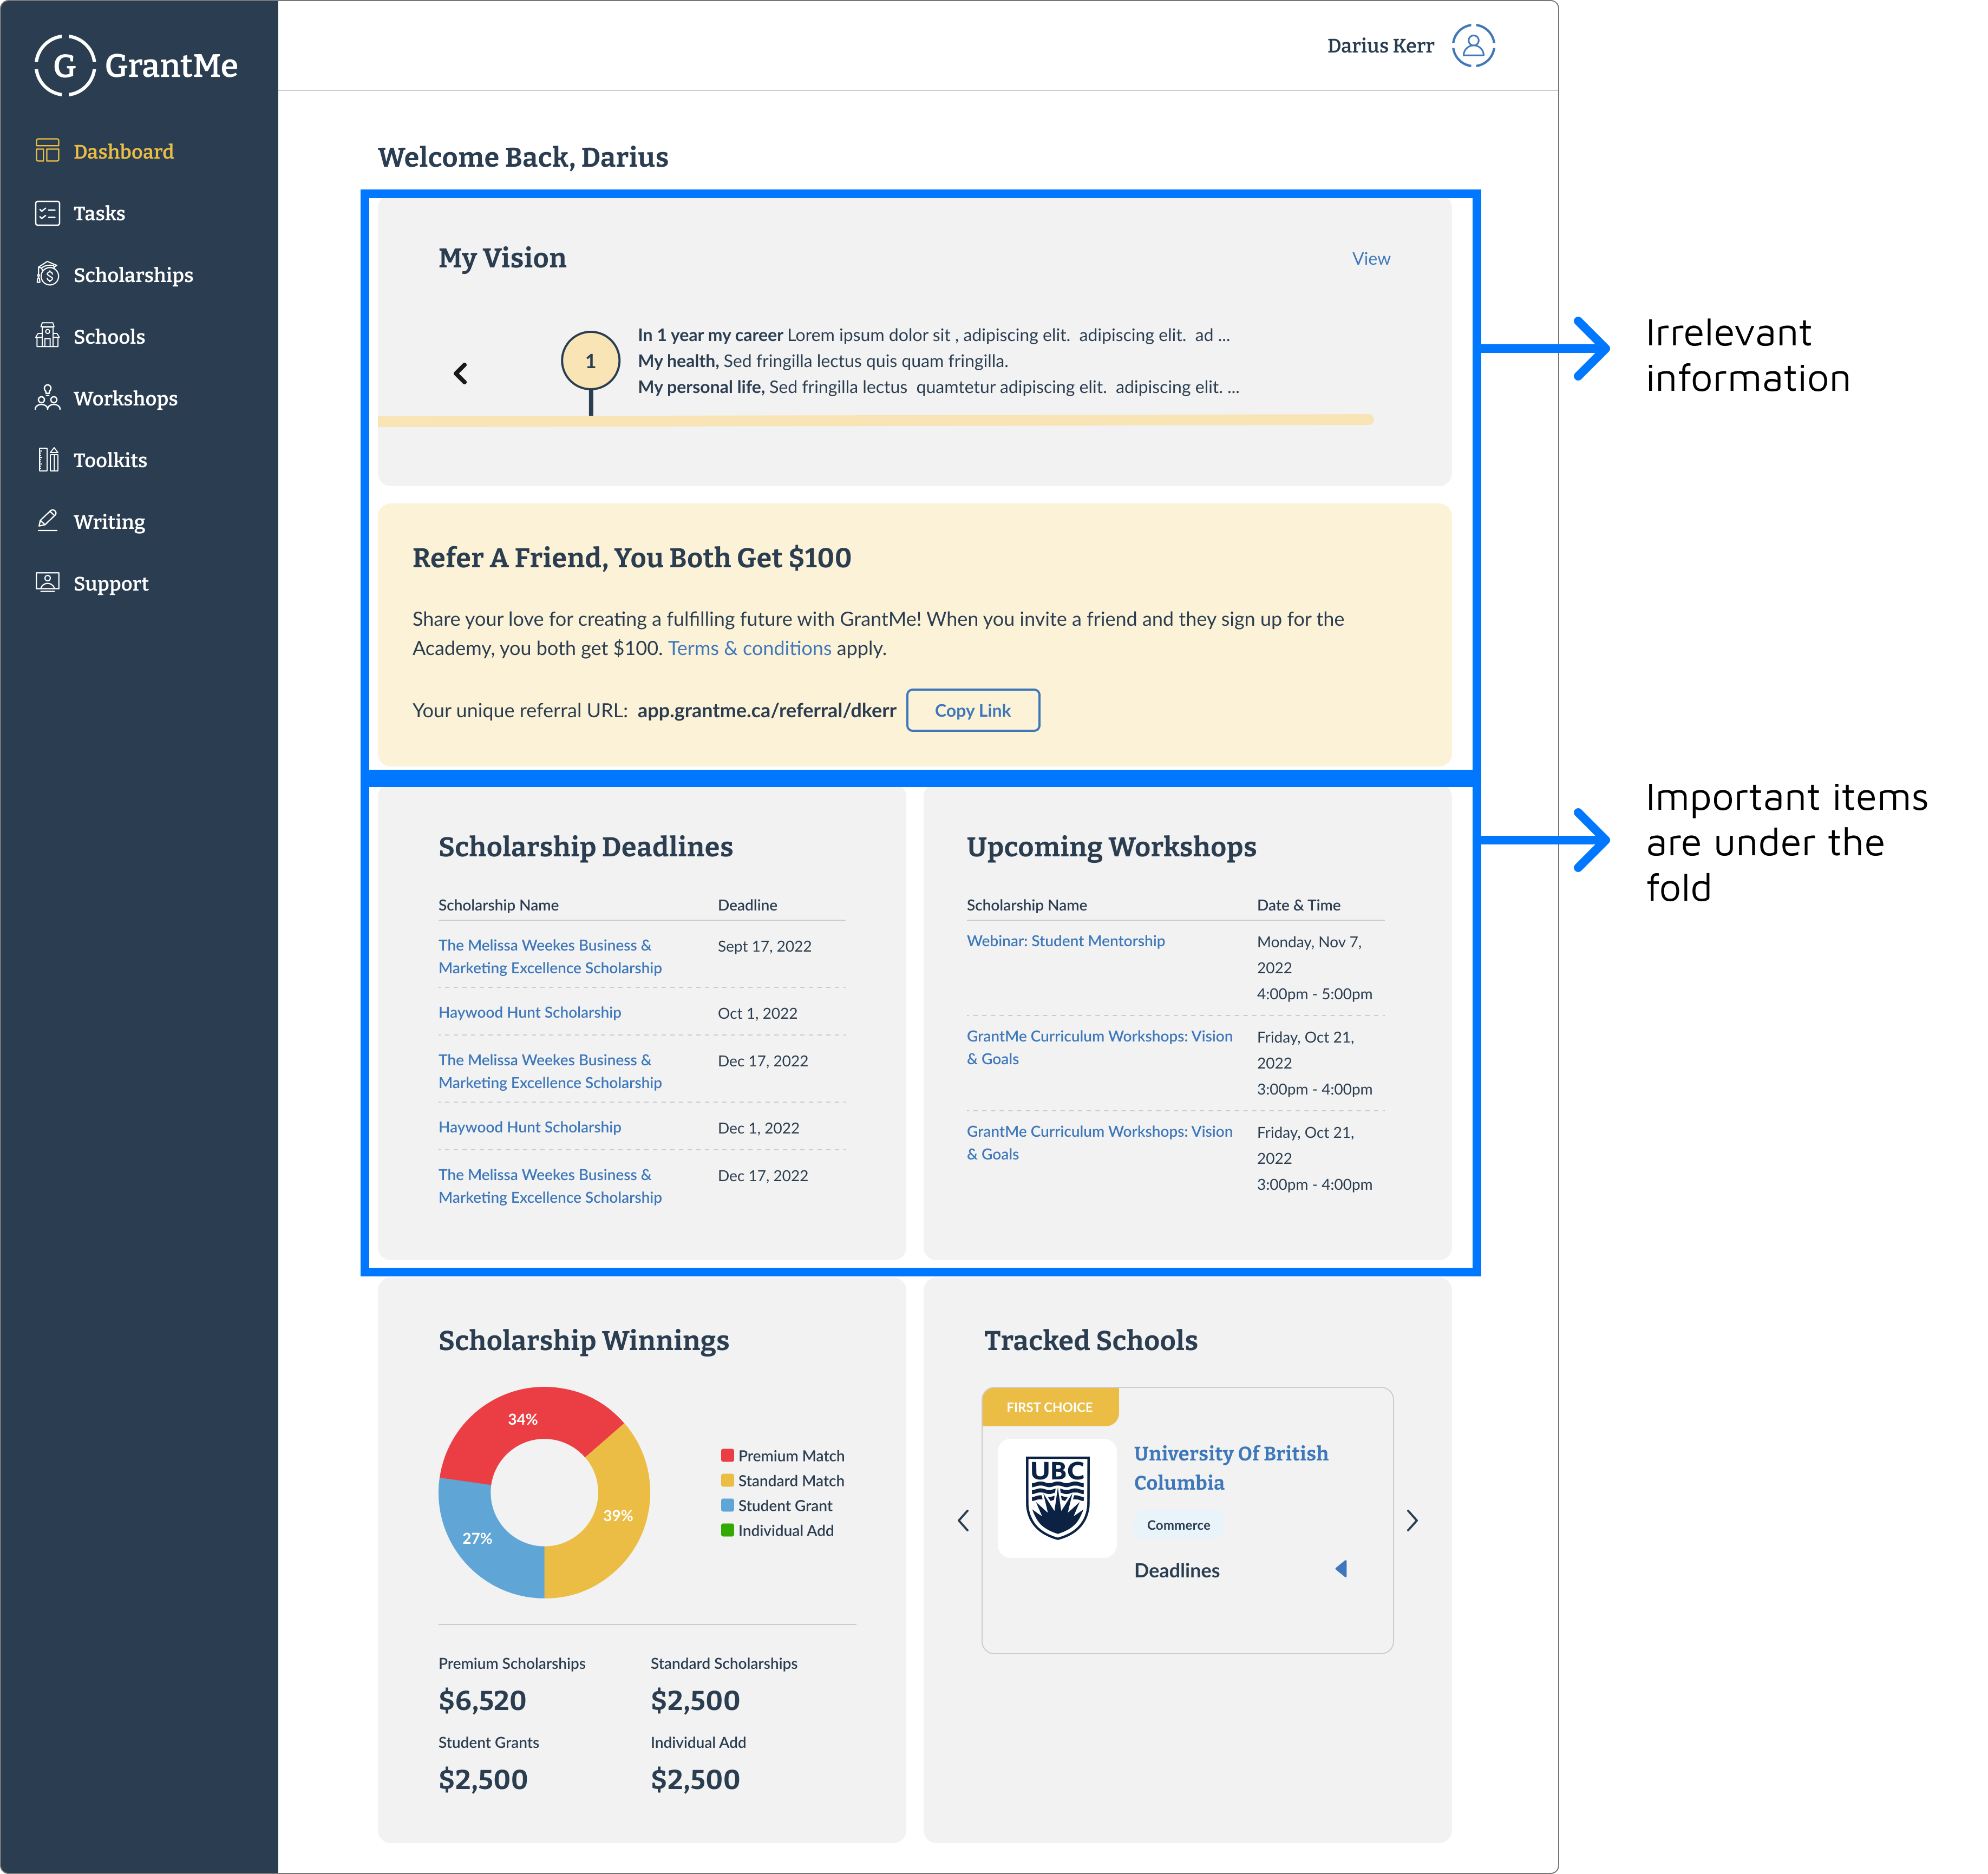 G GrantMe
Dashboard
Tasks
Scholarships
Schools
Workshops
Toolkits
Writing
Support
Darius Kerr
Welcome Back, Darius
My Vision
View
1
In 1 year my career Lorem ipsum dolor sit , adipiscing elit.  adipiscing elit.  ad ...
My health, Sed fringilla lectus quis quam fringilla.
My personal life, Sed fringilla lectus  quamtetur adipiscing elit.  adipiscing elit. ...
Refer A Friend, You Both Get $100
Share your love for creating a fulfilling future with GrantMe! When you invite a friend and they sign up for the
Academy, you both get $100. Terms & conditions apply.
Your unique referral URL:  app.grantme.ca/referral/dkerr
Copy Link
Irrelevant
information
Scholarship Deadlines
Scholarship Name
Deadline
The Melissa Weekes Business &
Marketing Excellence Scholarship
Sept 17, 2022
Haywood Hunt Scholarship
Oct 1, 2022
The Melissa Weekes Business &
Marketing Excellence Scholarship
Dec 17, 2022
Haywood Hunt Scholarship
Dec 1, 2022
The Melissa Weekes Business &
Marketing Excellence Scholarship
Dec 17, 2022
Upcoming Workshops
Scholarship Name
Date & Time
Webinar: Student Mentorship
Monday, Nov 7,
2022
4:00pm - 5:00pm
GrantMe Curriculum Workshops: Vision
& Goals
Friday, Oct 21,
2022
3:00pm - 4:00pm
GrantMe Curriculum Workshops: Vision
& Goals
Friday, Oct 21,
2022
3:00pm - 4:00pm
Important items
are under the
fold
Scholarship Winnings
34%
39%
27%
Premium Match
Standard Match
Student Grant
Individual Add
Premium Scholarships
$6,520
Standard Scholarships
$2,500
Student Grants
$2,500
Individual Add
$2,500
Tracked Schools
FIRST CHOICE
UBC
University Of British
Columbia
Commerce
Deadlines